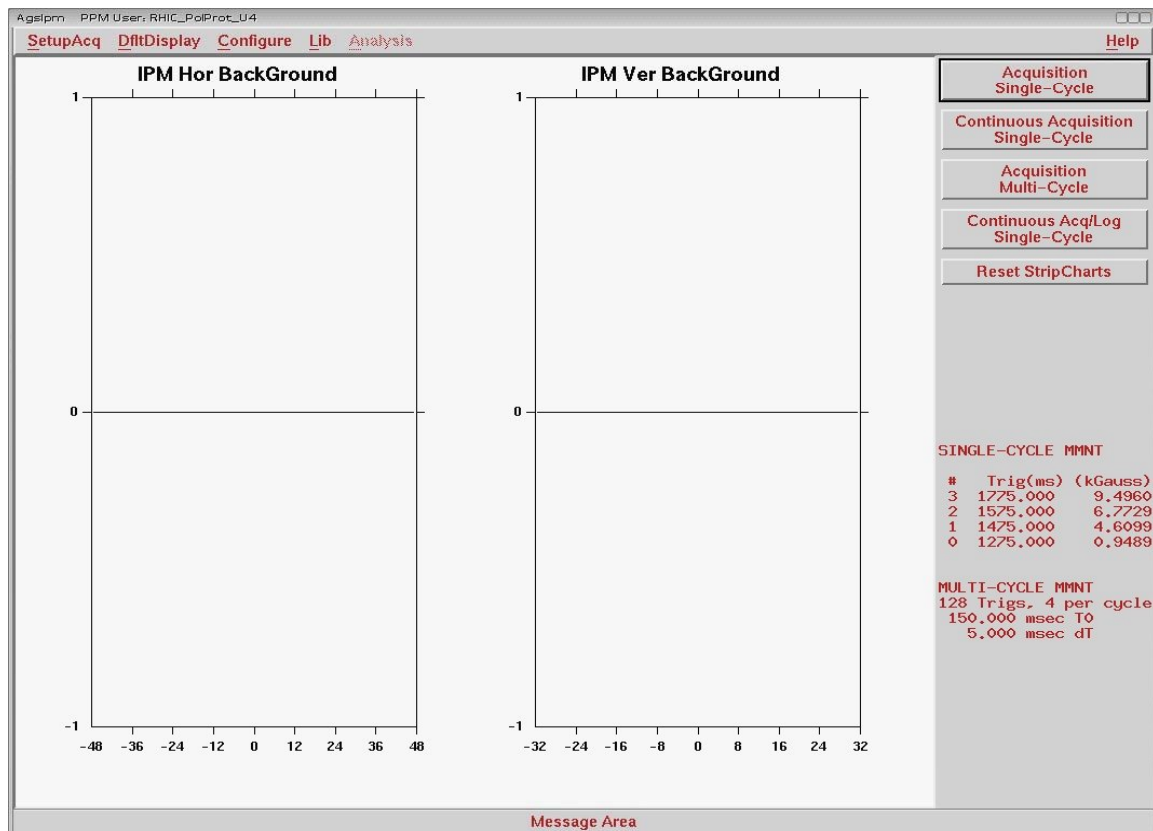 AgsIpm PPM User: RHIC_PolProt_U4
SetupAcq DfltDisplay Configure Lib Analysis Help
IPM Hor BackGround
1
0
-1
-48 -36 -24 -12 0 12 24 36 48
IPM Ver BackGround
1
0
-1
-32 -24 -16 -8 0 8 16 24 32
Acquisition
Single-Cycle
Continuous Acquisition
Single-Cycle
Acquisition
Multi-Cycle
Continuous Acq/Log
Single-Cycle
Reset StripCharts
SINGLE-CYCLE MMNT
# Trig(ms) (kGauss)
3 1775.000 9.4960
2 1575.000 6.7729
1 1475.000 4.6099
0 1275.000 0.9489
MULTI-CYCLE MMNT
128 Trigs, 4 per cycle
150.000 msec T0
5.000 msec dT
Message Area